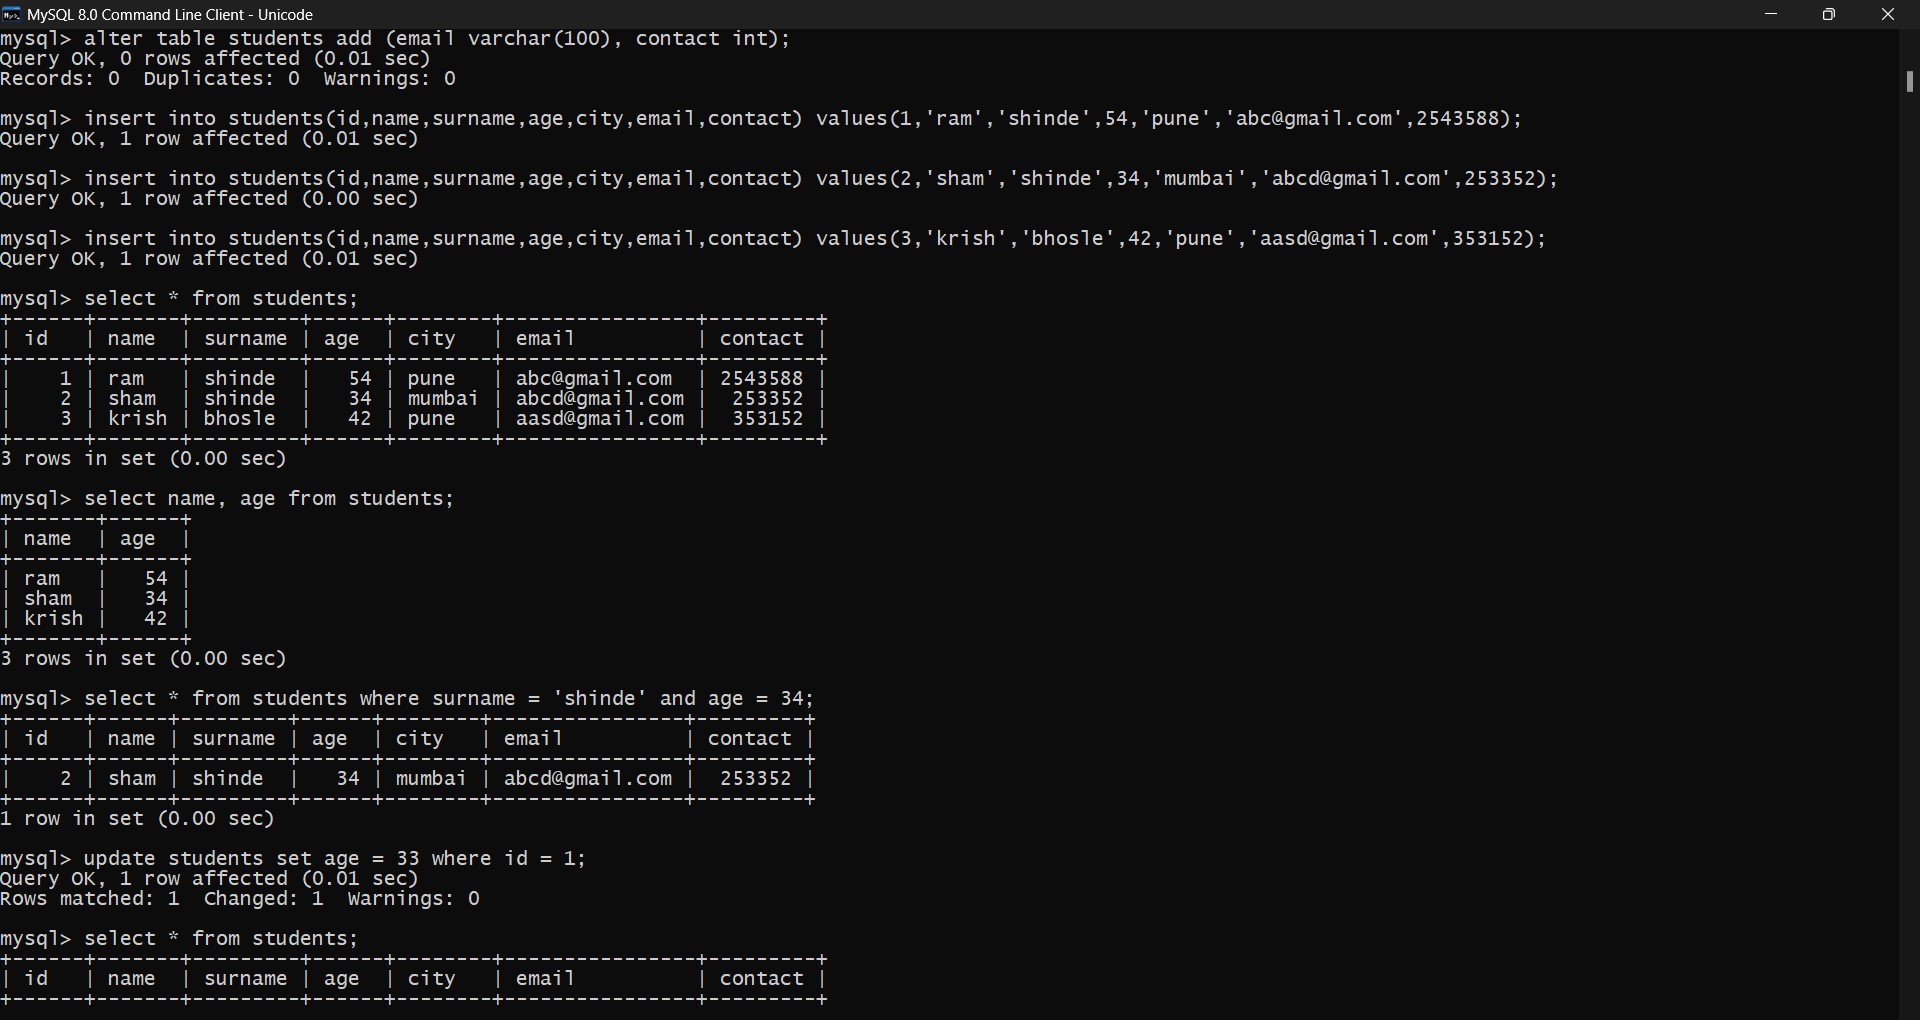 MySQL 8.0 Command Line Client - Unicode
mysql> alter table students add (email varchar(100), contact int);
Query OK, 0 rows affected (0.01 sec)
Records: 0  Duplicates: 0  Warnings: 0

mysql> insert into students(id,name,surname,age,city,email,contact) values(1,'ram','shinde',54,'pune','abc@gmail.com',2543588);
Query OK, 1 row affected (0.01 sec)

mysql> insert into students(id,name,surname,age,city,email,contact) values(2,'sham','shinde',34,'mumbai','abcd@gmail.com',253352);
Query OK, 1 row affected (0.00 sec)

mysql> insert into students(id,name,surname,age,city,email,contact) values(3,'krish','bhosle',42,'pune','aasd@gmail.com',353152);
Query OK, 1 row affected (0.01 sec)

mysql> select * from students;
+------+-------+---------+------+--------+----------------+---------+
| id   | name  | surname | age  | city   | email          | contact |
+------+-------+---------+------+--------+----------------+---------+
|    1 | ram   | shinde  |   54 | pune   | abc@gmail.com  | 2543588 |
|    2 | sham  | shinde  |   34 | mumbai | abcd@gmail.com |  253352 |
|    3 | krish | bhosle  |   42 | pune   | aasd@gmail.com |  353152 |
+------+-------+---------+------+--------+----------------+---------+
3 rows in set (0.00 sec)

mysql> select name, age from students;
+-------+------+
| name  | age  |
+-------+------+
| ram   |   54 |
| sham  |   34 |
| krish |   42 |
+-------+------+
3 rows in set (0.00 sec)

mysql> select * from students where surname = 'shinde' and age = 34;
+------+------+---------+------+--------+----------------+---------+
| id   | name | surname | age  | city   | email          | contact |
+------+------+---------+------+--------+----------------+---------+
|    2 | sham | shinde  |   34 | mumbai | abcd@gmail.com |  253352 |
+------+------+---------+------+--------+----------------+---------+
1 row in set (0.00 sec)

mysql> update students set age = 33 where id = 1;
Query OK, 1 row affected (0.01 sec)
Rows matched: 1  Changed: 1  Warnings: 0

mysql> select * from students;
+------+-------+---------+------+--------+----------------+---------+
| id   | name  | surname | age  | city   | email          | contact |
+------+-------+---------+------+--------+----------------+---------+